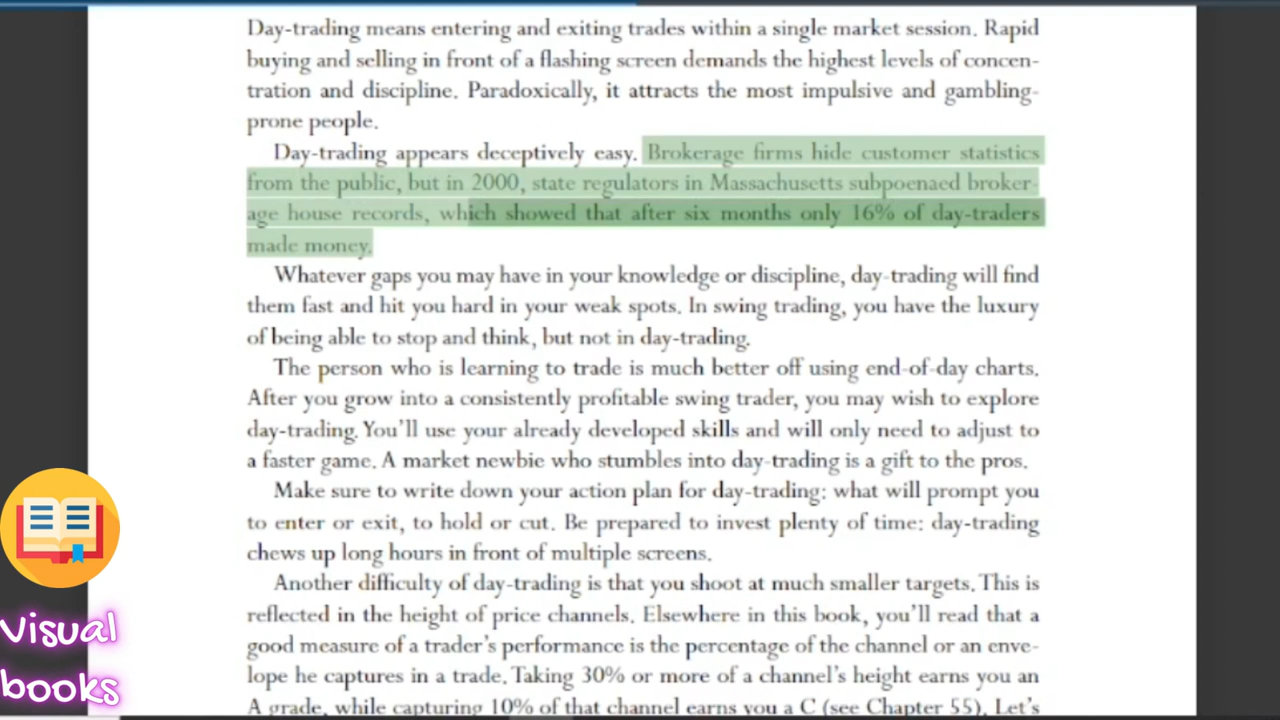 Day-trading means entering and exiting trades within a single market session. Rapid
buying and selling in front of a flashing screen demands the highest levels of concen-
tration and discipline. Paradoxically, it attracts the most impulsive and gambling-
prone people.
Day-trading appears deceptively easy. Brokerage firms hide customer statistics
from the public, but in 2000, state regulators in Massachusetts subpoenaed broker-
age house records, which showed that after six months only 16% of day-traders
made money.
Whatever gaps you may have in your knowledge or discipline, day-trading will find
them fast and hit you hard in your weak spots. In swing trading, you have the luxury
of being able to stop and think, but not in day-trading.
The person who is learning to trade is much better off using end-of-day charts.
After you grow into a consistently profitable swing trader, you may wish to explore
day-trading. You'll use your already developed skills and will only need to adjust to
a faster game. A market newbie who stumbles into day-trading is a gift to the pros.
Make sure to write down your action plan for day-trading: what will prompt you
to enter or exit, to hold or cut. Be prepared to invest plenty of time: day-trading
chews up long hours in front of multiple screens.
Another difficulty of day-trading is that you shoot at much smaller targets. This is
reflected in the height of price channels. Elsewhere in this book, you'll read that a
good measure of a trader's performance is the percentage of the channel or an enve-
lope he captures in a trade. Taking 30% or more of a channel's height earns you an
A grade, while capturing 10% of that channel earns you a C (see Chapter 55). Let's
Visual
books